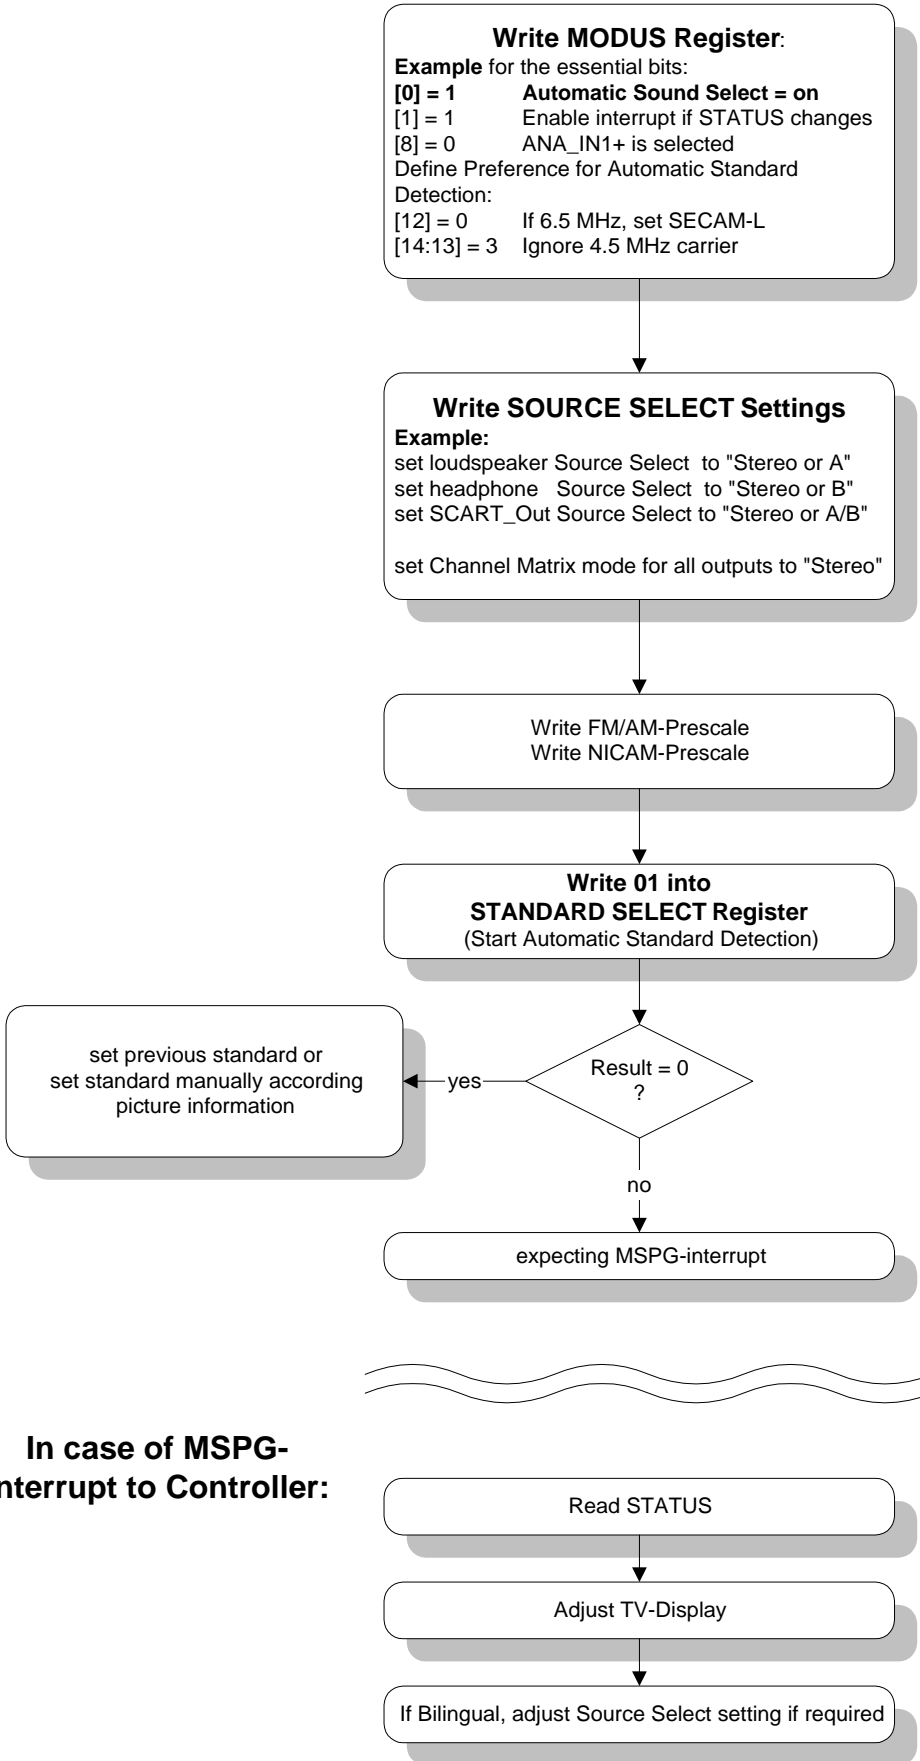 Write MODUS Register:
Example for the essential bits:
[0] = 1 Automatic Sound Select = on
[1] = 1 Enable interrupt if STATUS changes
[8] = 0 ANA_IN1+ is selected
Define Preference for Automatic Standard
Detection:
[12] = 0 If 6.5 MHz, set SECAM-L
[14:13] = 3 Ignore 4.5 MHz carrier
Write SOURCE SELECT Settings
Example:
set loudspeaker Source Select to "Stereo or A"
set headphone Source Select to "Stereo or B"
set SCART_Out Source Select to "Stereo or A/B"
set Channel Matrix mode for all outputs to "Stereo"
Write FM/AM-Prescale
Write NICAM-Prescale
Write 01 into
STANDARD SELECT Register
(Start Automatic Standard Detection)
Result = 0
?
yes
set previous standard or
set standard manually according
picture information
no
expecting MSPG-interrupt
In case of MSPG-
nterrupt to Controller:
Read STATUS
Adjust TV-Display
If Bilingual, adjust Source Select setting if required